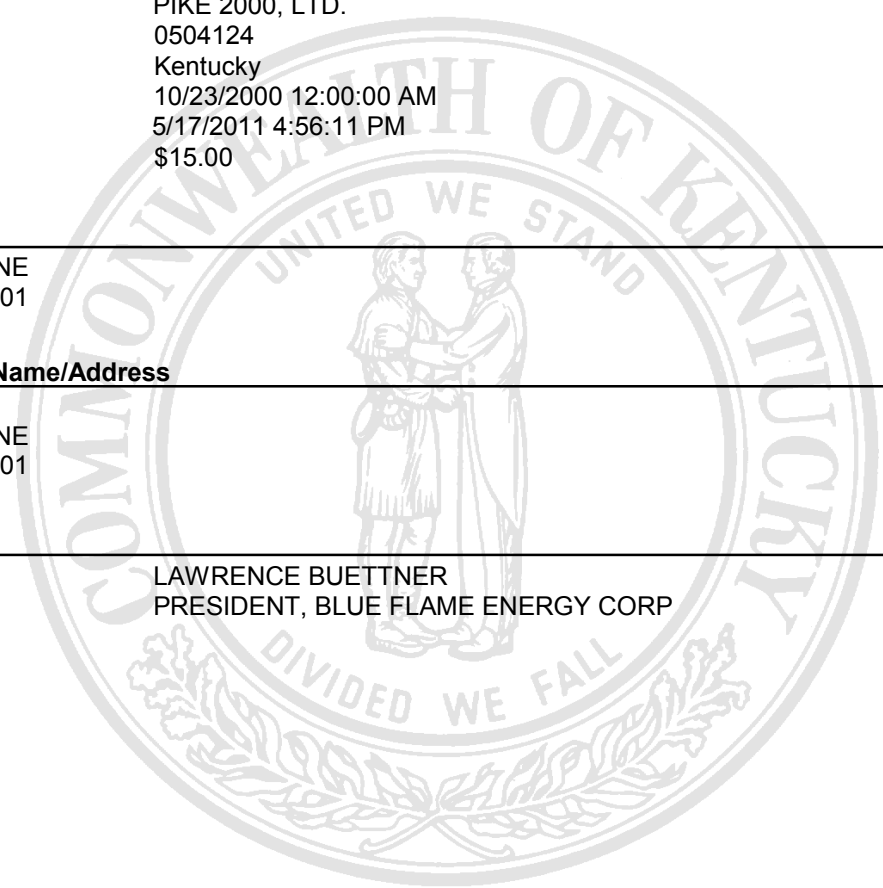 PIKE 2000, LTD.
0504124
Kentucky
10/23/2000 12:00:00 AM
5/17/2011 4:56:11 PM
$15.00
COMMONWEALTH OF KENTUCKY
UNITED WE STAND
NE
01
Name/Address
NE
01
LAWRENCE BUETTNER
PRESIDENT, BLUE FLAME ENERGY CORP
DIVIDED WE FALL